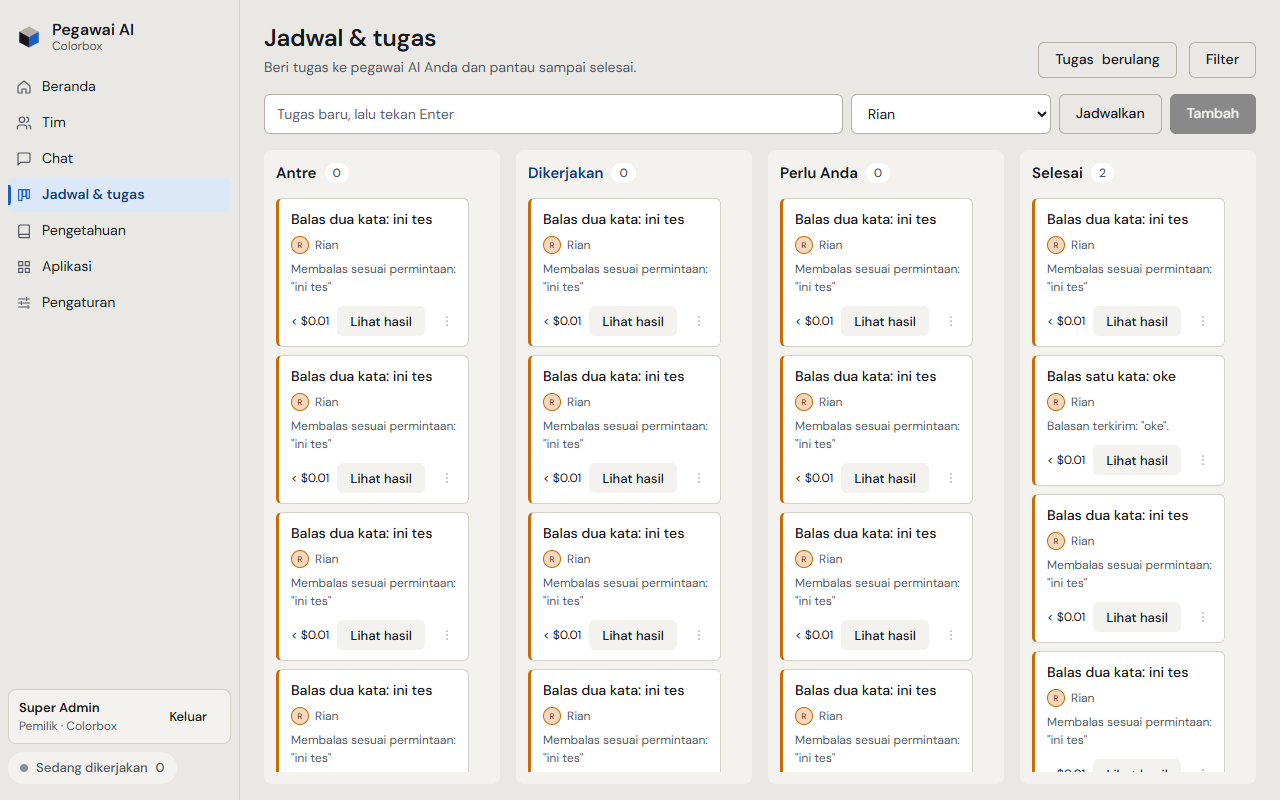 Pegawai AI
Colorbox
Beranda
Tim
Chat
Jadwal & tugas
Pengetahuan
Aplikasi
Pengaturan
Super Admin
Pemilik · Colorbox
Keluar
Sedang dikerjakan 0
Jadwal & tugas
Beri tugas ke pegawai AI Anda dan pantau sampai selesai.
Tugas berulang
Filter
Tugas baru, lalu tekan Enter
Rian
Jadwalkan
Tambah
Antre 0
Balas dua kata: ini tes
R Rian
Membalas sesuai permintaan:
"ini tes"
< $0.01 Lihat hasil
Balas dua kata: ini tes
R Rian
Membalas sesuai permintaan:
"ini tes"
< $0.01 Lihat hasil
Balas dua kata: ini tes
R Rian
Membalas sesuai permintaan:
"ini tes"
< $0.01 Lihat hasil
Balas dua kata: ini tes
R Rian
Membalas sesuai permintaan:
"ini tes"
Dikerjakan 0
Balas dua kata: ini tes
R Rian
Membalas sesuai permintaan:
"ini tes"
< $0.01 Lihat hasil
Balas dua kata: ini tes
R Rian
Membalas sesuai permintaan:
"ini tes"
< $0.01 Lihat hasil
Balas dua kata: ini tes
R Rian
Membalas sesuai permintaan:
"ini tes"
< $0.01 Lihat hasil
Balas dua kata: ini tes
R Rian
Membalas sesuai permintaan:
"ini tes"
Perlu Anda 0
Balas dua kata: ini tes
R Rian
Membalas sesuai permintaan:
"ini tes"
< $0.01 Lihat hasil
Balas dua kata: ini tes
R Rian
Membalas sesuai permintaan:
"ini tes"
< $0.01 Lihat hasil
Balas dua kata: ini tes
R Rian
Membalas sesuai permintaan:
"ini tes"
< $0.01 Lihat hasil
Balas dua kata: ini tes
R Rian
Membalas sesuai permintaan:
"ini tes"
Selesai 2
Balas dua kata: ini tes
R Rian
Membalas sesuai permintaan:
"ini tes"
< $0.01 Lihat hasil
Balas satu kata: oke
R Rian
Balasan terkirim: "oke".
< $0.01 Lihat hasil
Balas dua kata: ini tes
R Rian
Membalas sesuai permintaan:
"ini tes"
< $0.01 Lihat hasil
Balas dua kata: ini tes
R Rian
Membalas sesuai permintaan:
"ini tes"